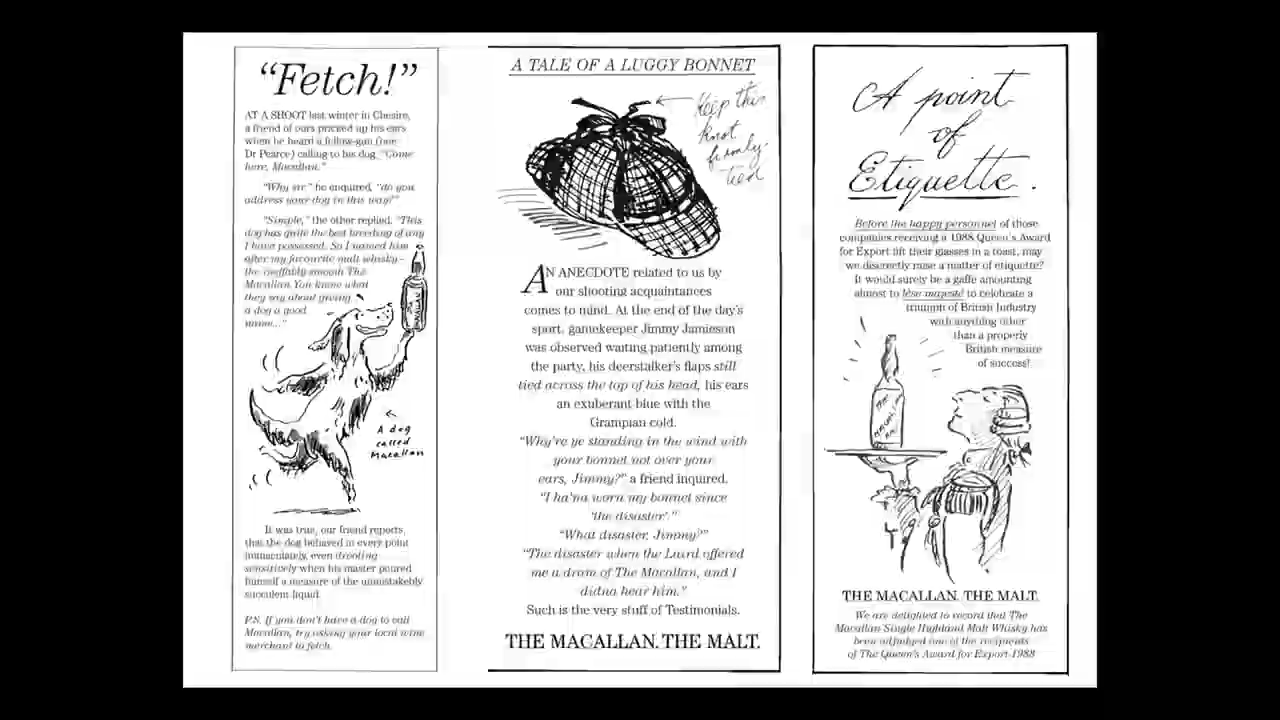 "Fetch!"
AT A SHOOT last winter in Chesire,
a friend of ours pricked up his ears
when he heard a fellow-gun (one
Dr Pearce) calling to his dog, "Come
here, Macallan."
"Why sir" he enquired, "do you
address your dog in this way?"
"Simple," the other replied. "This
dog has quite the best breeding of any
I have possessed. So I named him
after my favourite malt whisky –
the ineffably smooth The
Macallan. You know what
they say about giving
a dog a good
name..."
MACALLAN
A dog
called
Macallan
It was true, our friend reports,
that the dog behaved in every point
immaculately, even drooling
sensitively when his master poured
himself a measure of the unmistakably
succulent liquid.
P.S. If you don't have a dog to call
Macallan, try asking your local wine
merchant to fetch.
A TALE OF A LUGGY BONNET
Keep this
knot
firmly
tied
AN ANECDOTE related to us by
our shooting acquaintances
comes to mind. At the end of the day's
sport, gamekeeper Jimmy Jamieson
was observed waiting patiently among
the party, his deerstalker's flaps still
tied across the top of his head, his ears
an exuberant blue with the
Grampian cold.
"Why're ye standing in the wind with
your bonnet not over your
ears, Jimmy?" a friend inquired.
"I ha'na worn my bonnet since
'the disaster'."
"What disaster, Jimmy?"
"The disaster when the Laird offered
me a dram of The Macallan, and I
didna hear him."
Such is the very stuff of Testimonials.
THE MACALLAN. THE MALT.
A point
of
Etiquette.
Before the happy personnel of those
companies receiving a 1988 Queen's Award
for Export lift their glasses in a toast, may
we discreetly raise a matter of etiquette?
It would surely be a gaffe amounting
almost to lèse majesté to celebrate a
triumph of British Industry
with anything other
than a properly
British measure
of success?
THE
MACALLAN
THE MACALLAN. THE MALT.
We are delighted to record that The
Macallan Single Highland Malt Whisky has
been adjudged one of the recipients
of The Queen's Award for Export 1988